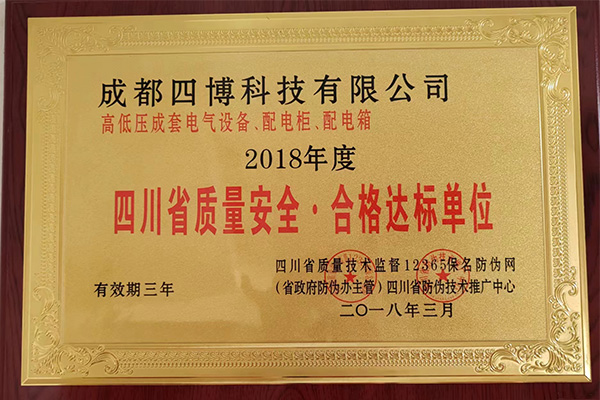 成都四博科技有限公司
高低压成套电气设备、配电柜、配电箱
2018年度
四川省质量安全·合格达标单位
四川省质量技术监督12365保名防伪网
有效期三年
(省政府防伪办主管)四川省防伪技术推广中心
二〇一八年三月